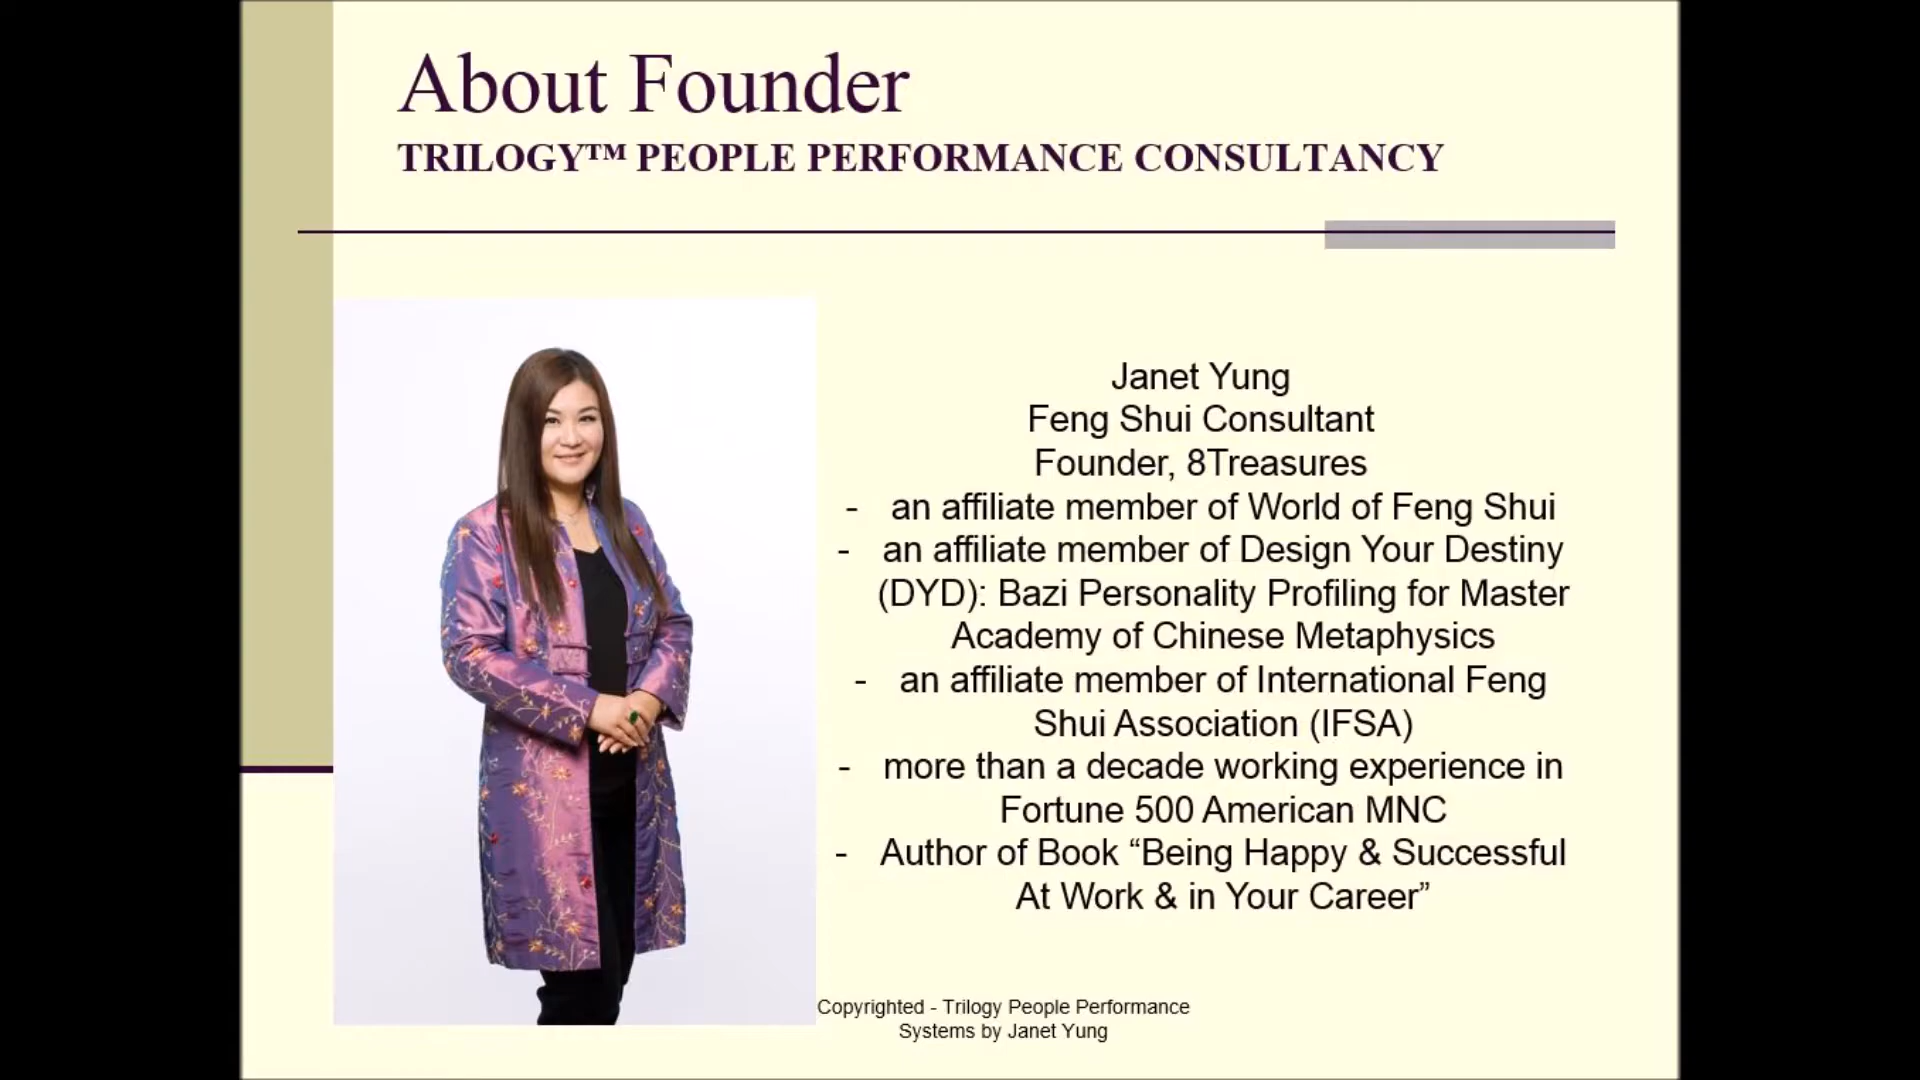 About Founder
TRILOGY™ PEOPLE PERFORMANCE CONSULTANCY
Janet Yung
Feng Shui Consultant
Founder, 8Treasures
- an affiliate member of World of Feng Shui
- an affiliate member of Design Your Destiny
(DYD): Bazi Personality Profiling for Master
Academy of Chinese Metaphysics
- an affiliate member of International Feng
Shui Association (IFSA)
- more than a decade working experience in
Fortune 500 American MNC
- Author of Book “Being Happy & Successful
At Work & in Your Career”
Copyrighted - Trilogy People Performance
Systems by Janet Yung